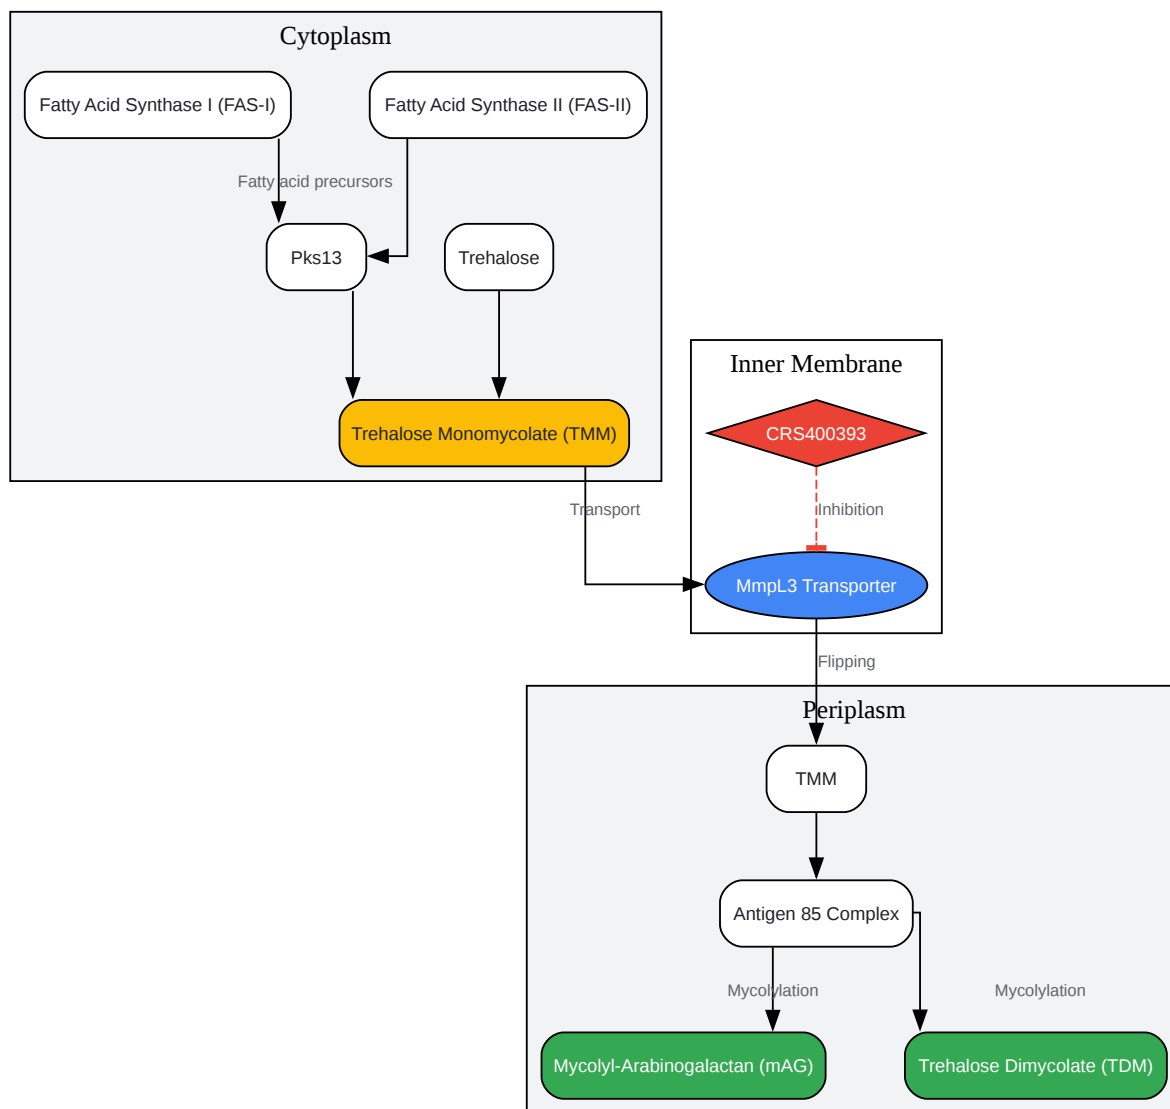 Cytoplasm
Fatty Acid Synthase I (FAS-I)
Fatty Acid Synthase II (FAS-II)
Fatty acid precursors
Pks13
Trehalose
Trehalose Monomycolate (TMM)
Transport
Inner Membrane
CRS400393
Inhibition
MmpL3 Transporter
Flipping
Periplasm
TMM
Antigen 85 Complex
Mycolylation
Mycolylation
Mycolyl-Arabinogalactan (mAG)
Trehalose Dimycolate (TDM)